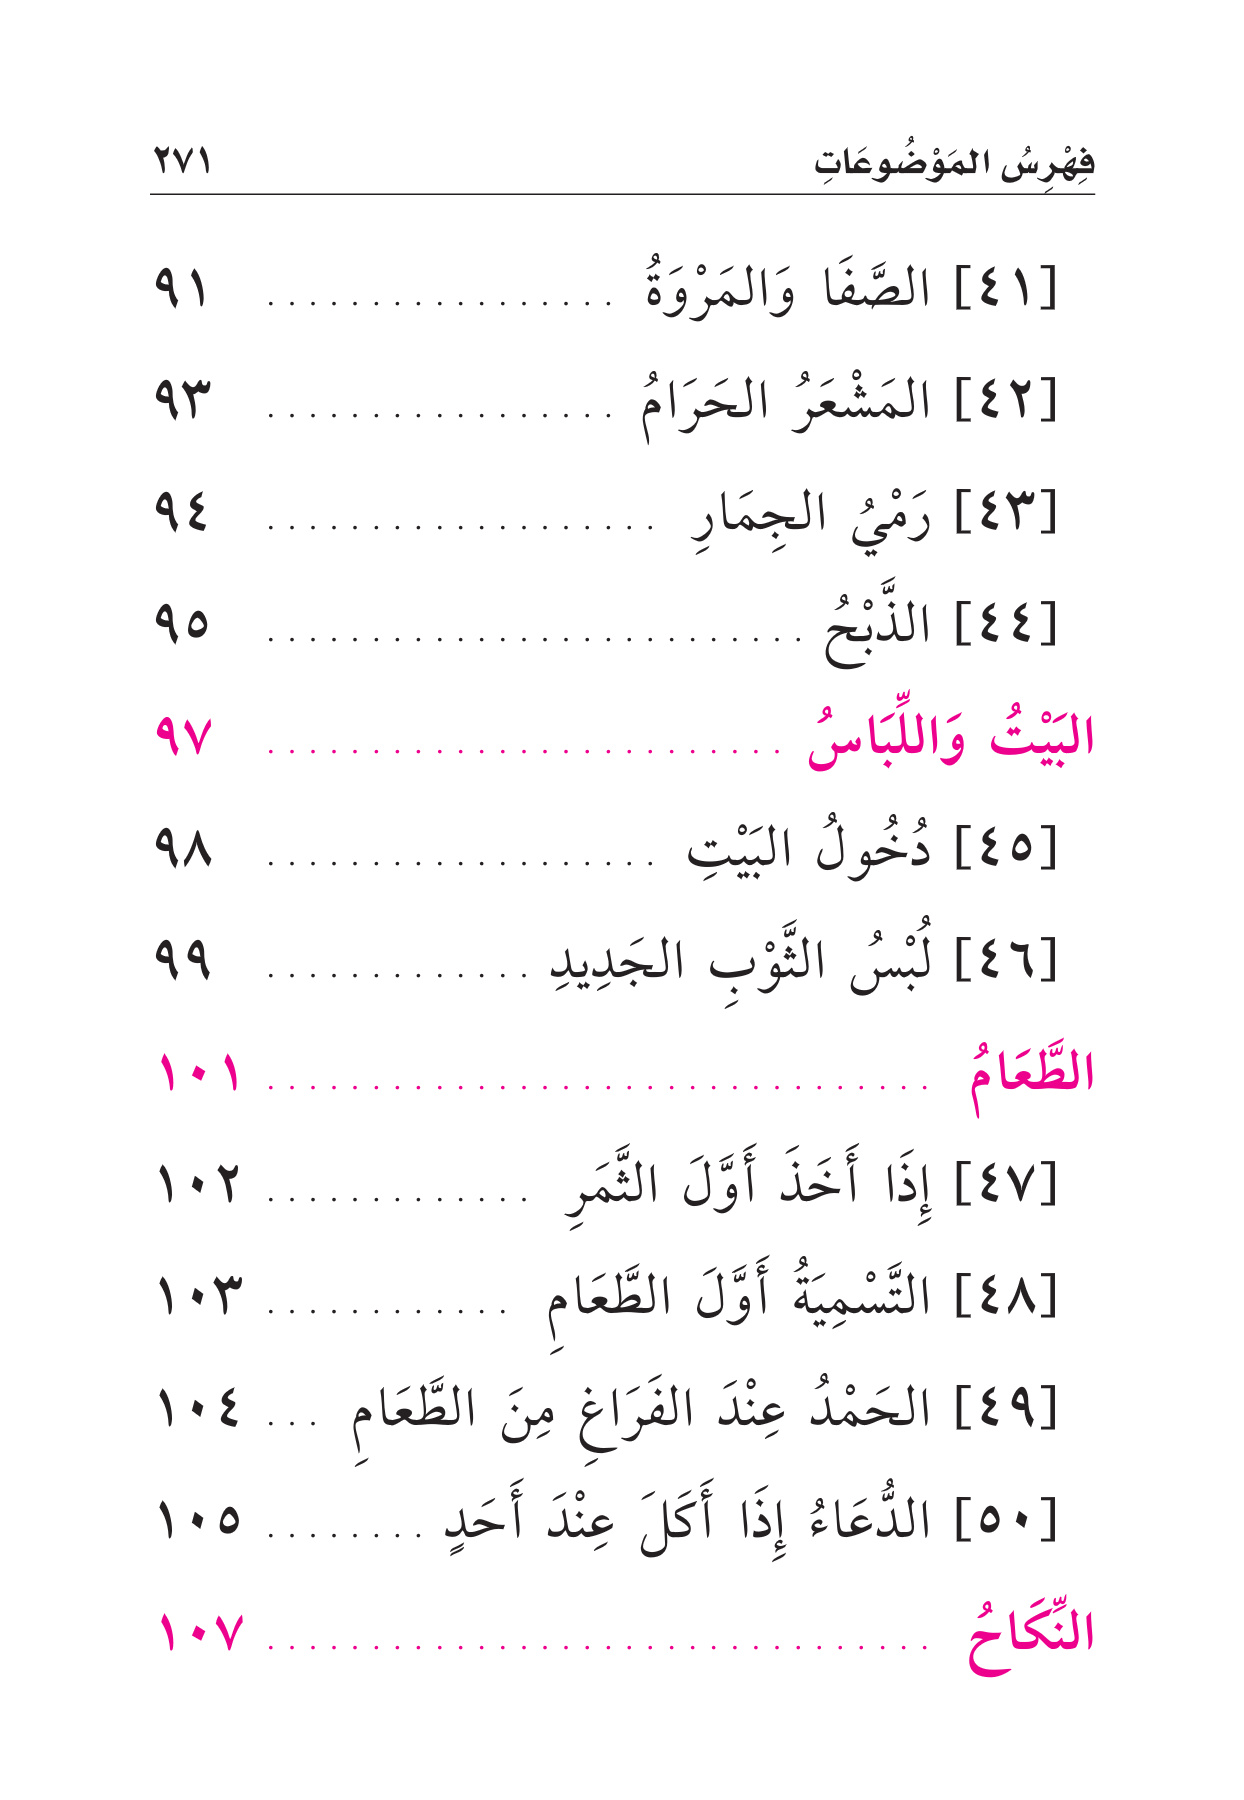 فِهْرِسُ المَوْضُوعَاتِ ٢٧١
[٤١] الصَّفَا وَالمَرْوَةُ . . . . . . . . . . . . . . . . . ٩١
[٤٢] المَشْعَرُ الحَرَامُ . . . . . . . . . . . . . . . . . ٩٣
[٤٣] رَمْيُ الجِمَارِ . . . . . . . . . . . . . . . . . . . ٩٤
[٤٤] الذَّبْحُ . . . . . . . . . . . . . . . . . . . . . . . . . . ٩٥
البَيْتُ وَاللِّبَاسُ . . . . . . . . . . . . . . . . . . . . . . . . . ٩٧
[٤٥] دُخُولُ البَيْتِ . . . . . . . . . . . . . . . . . . . ٩٨
[٤٦] لُبْسُ الثَّوْبِ الجَدِيدِ . . . . . . . . . . . . . ٩٩
الطَّعَامُ . . . . . . . . . . . . . . . . . . . . . . . . . . . . . . . . ١٠١
[٤٧] إِذَا أَخَذَ أَوَّلَ الثَّمَرِ . . . . . . . . . . . . . ١٠٢
[٤٨] التَّسْمِيَةُ أَوَّلَ الطَّعَامِ . . . . . . . . . . . . ١٠٣
[٤٩] الحَمْدُ عِنْدَ الفَرَاغِ مِنَ الطَّعَامِ . . . ١٠٤
[٥٠] الدُّعَاءُ إِذَا أَكَلَ عِنْدَ أَحَدٍ . . . . . . . . ١٠٥
النِّكَاحُ . . . . . . . . . . . . . . . . . . . . . . . . . . . . . . . . ١٠٧